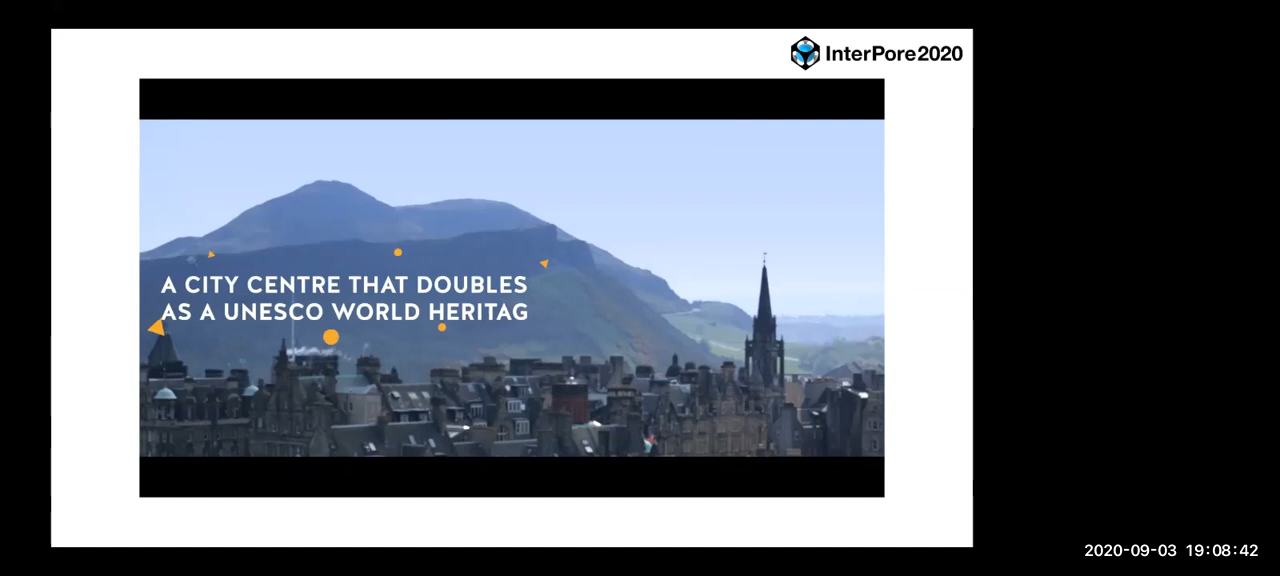 InterPore2020
A CITY CENTRE THAT DOUBLES
AS A UNESCO WORLD HERITAG
2020-09-03 19:08:42